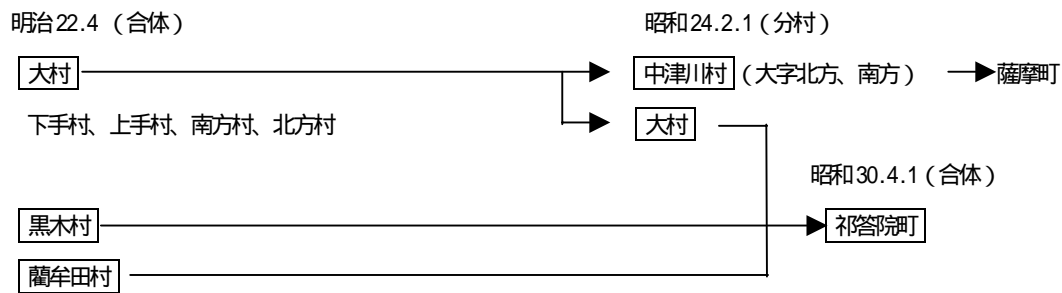 明治22.4（合体）　昭和24.2.1（分村）
大村　中津川村（大字北方、南方）　薩摩町
下手村、上手村、南方村、北方村　大村
昭和30.4.1（合体）
黒木村　祁答院町
藺牟田村